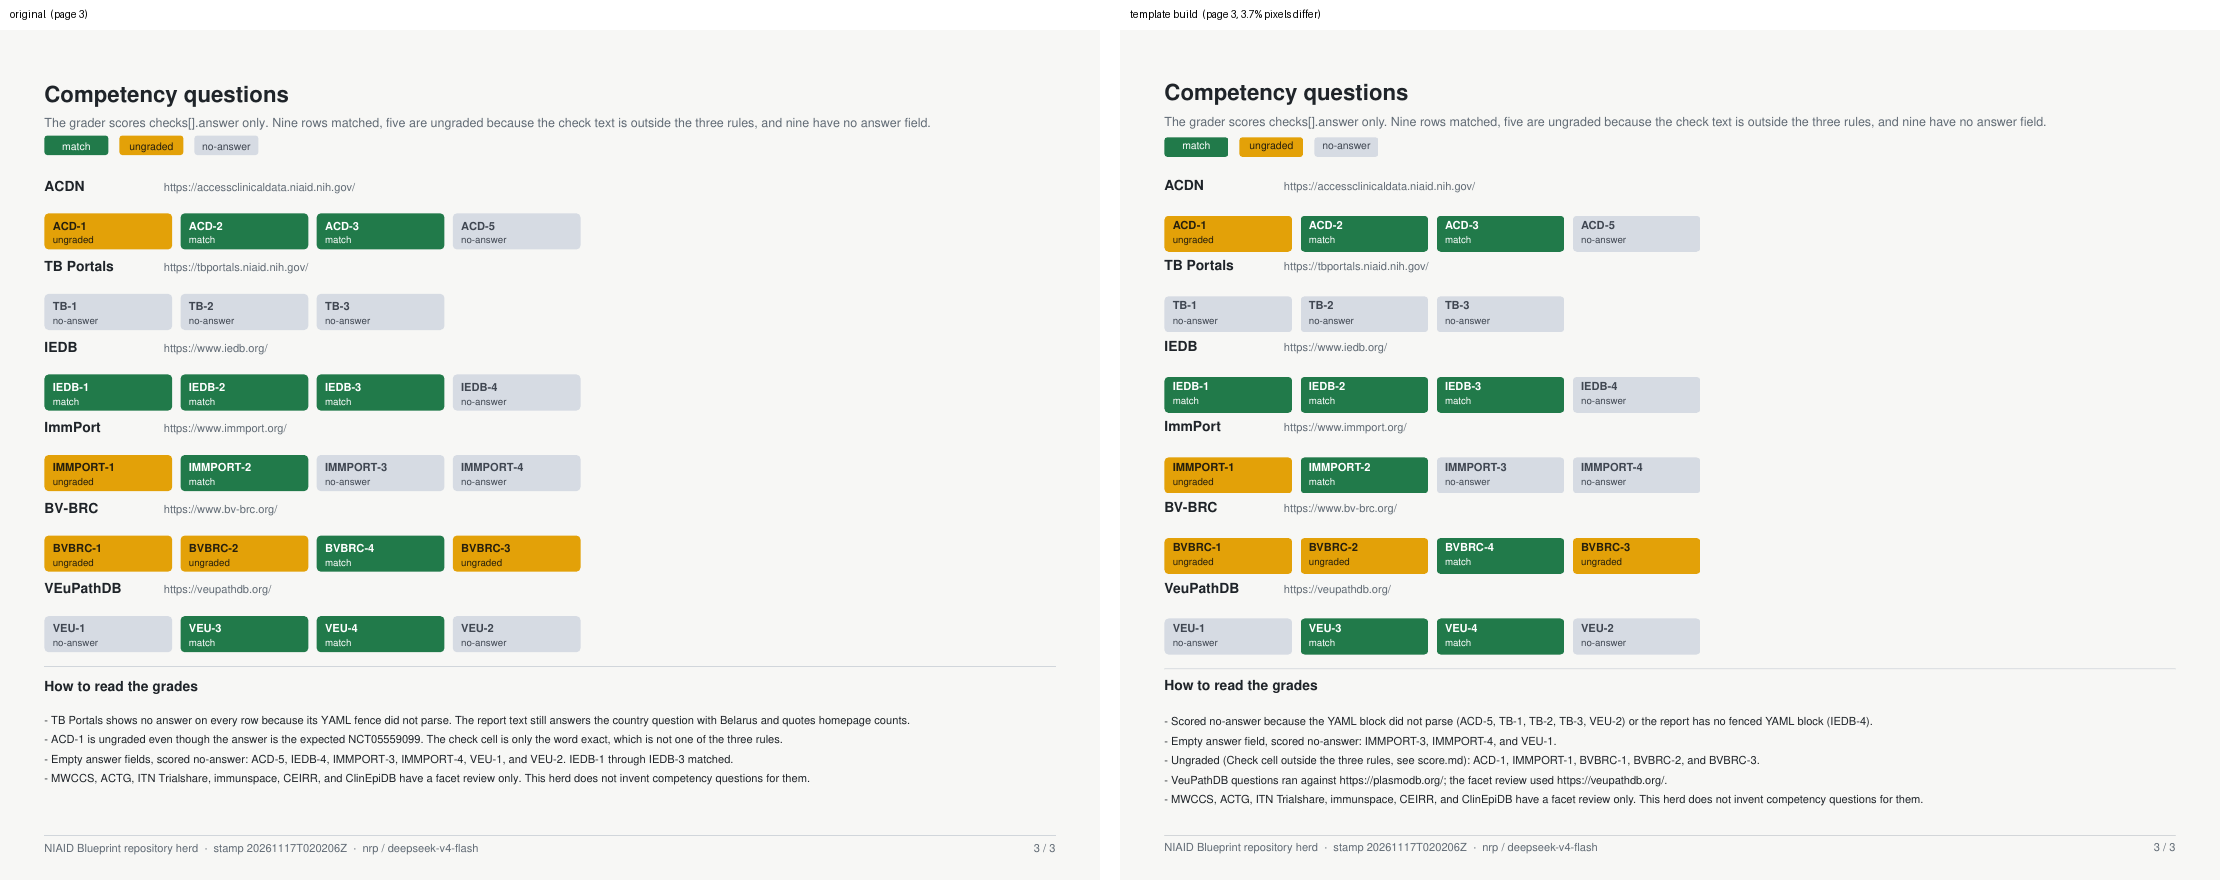 original (page 3)
Competency questions
The grader scores checks[].answer only. Nine rows matched, five are ungraded because the check text is outside the three rules, and nine have no answer field.
match ungraded no-answer
ACDN https://accessclinicaldata.niaid.nih.gov/
ACD-1 ACD-2 ACD-3 ACD-5
ungraded match match no-answer
TB Portals https://tbportals.niaid.nih.gov/
TB-1 TB-2 TB-3
no-answer no-answer no-answer
IEDB https://www.iedb.org/
IEDB-1 IEDB-2 IEDB-3 IEDB-4
match match match no-answer
ImmPort https://www.immport.org/
IMMPORT-1 IMMPORT-2 IMMPORT-3 IMMPORT-4
ungraded match no-answer no-answer
BV-BRC https://www.bv-brc.org/
BVBRC-1 BVBRC-2 BVBRC-4 BVBRC-3
ungraded ungraded match ungraded
VEuPathDB https://veupathdb.org/
VEU-1 VEU-3 VEU-4 VEU-2
no-answer match match no-answer
How to read the grades
- TB Portals shows no answer on every row because its YAML fence did not parse. The report text still answers the country question with Belarus and quotes homepage counts.
- ACD-1 is ungraded even though the answer is the expected NCT05559099. The check cell is only the word exact, which is not one of the three rules.
- Empty answer fields, scored no-answer: ACD-5, IEDB-4, IMMPORT-3, IMMPORT-4, VEU-1, and VEU-2. IEDB-1 through IEDB-3 matched.
- MWCCS, ACTG, ITN Trialshare, immunspace, CEIRR, and ClinEpiDB have a facet review only. This herd does not invent competency questions for them.
NIAID Blueprint repository herd · stamp 20261117T020206Z · nrp / deepseek-v4-flash 3 / 3
template build (page 3, 3.7% pixels differ)
Competency questions
The grader scores checks[].answer only. Nine rows matched, five are ungraded because the check text is outside the three rules, and nine have no answer field.
match ungraded no-answer
ACDN https://accessclinicaldata.niaid.nih.gov/
ACD-1 ACD-2 ACD-3 ACD-5
ungraded match match no-answer
TB Portals https://tbportals.niaid.nih.gov/
TB-1 TB-2 TB-3
no-answer no-answer no-answer
IEDB https://www.iedb.org/
IEDB-1 IEDB-2 IEDB-3 IEDB-4
match match match no-answer
ImmPort https://www.immport.org/
IMMPORT-1 IMMPORT-2 IMMPORT-3 IMMPORT-4
ungraded match no-answer no-answer
BV-BRC https://www.bv-brc.org/
BVBRC-1 BVBRC-2 BVBRC-4 BVBRC-3
ungraded ungraded match ungraded
VeuPathDB https://veupathdb.org/
VEU-1 VEU-3 VEU-4 VEU-2
no-answer match match no-answer
How to read the grades
- Scored no-answer because the YAML block did not parse (ACD-5, TB-1, TB-2, TB-3, VEU-2) or the report has no fenced YAML block (IEDB-4).
- Empty answer field, scored no-answer: IMMPORT-3, IMMPORT-4, and VEU-1.
- Ungraded (Check cell outside the three rules, see score.md): ACD-1, IMMPORT-1, BVBRC-1, BVBRC-2, and BVBRC-3.
- VeuPathDB questions ran against https://plasmodb.org/; the facet review used https://veupathdb.org/.
- MWCCS, ACTG, ITN Trialshare, immunspace, CEIRR, and ClinEpiDB have a facet review only. This herd does not invent competency questions for them.
NIAID Blueprint repository herd · stamp 20261117T020206Z · nrp / deepseek-v4-flash 3 / 3